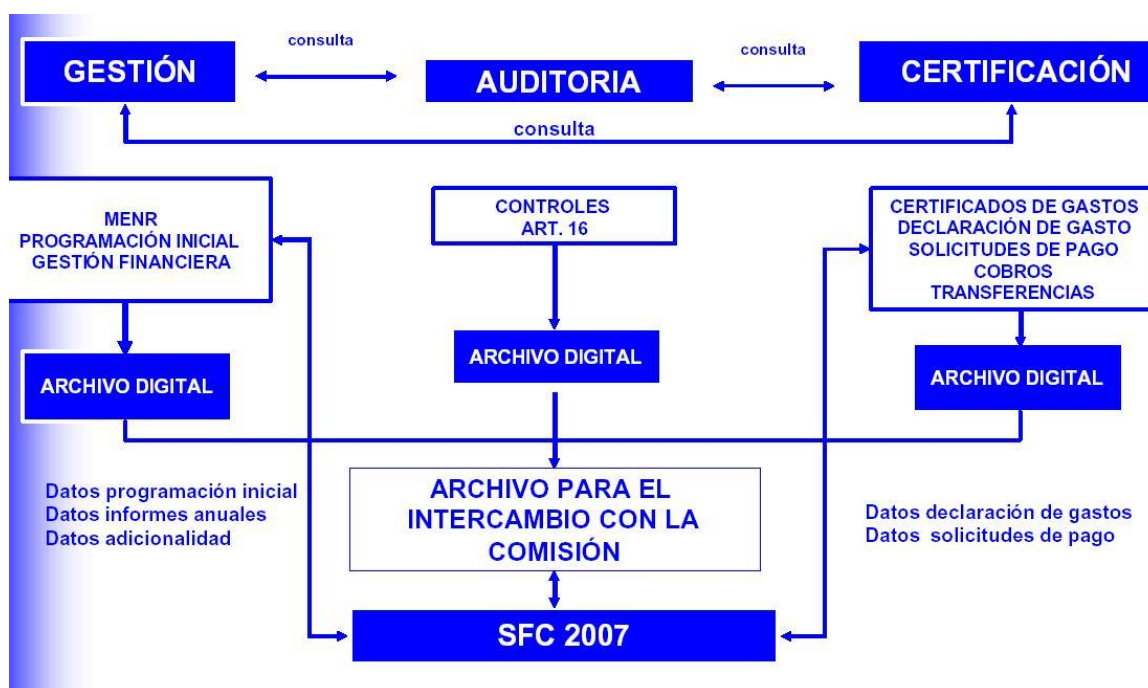 consulta
consulta
GESTIÓN
AUDITORIA
CERTIFICACIÓN
consulta
MENR
PROGRAMACIÓN INICIAL
GESTIÓN FINANCIERA
CONTROLES
ART. 16
CERTIFICADOS DE GASTOS
DECLARACIÓN DE GASTO
SOLICITUDES DE PAGO
COBROS
TRANSFERENCIAS
ARCHIVO DIGITAL
ARCHIVO DIGITAL
ARCHIVO DIGITAL
Datos programación inicial
Datos informes anuales
Datos adicionalidad
ARCHIVO PARA EL
INTERCAMBIO CON LA
COMISIÓN
Datos declaración de gastos
Datos solicitudes de pago
SFC 2007